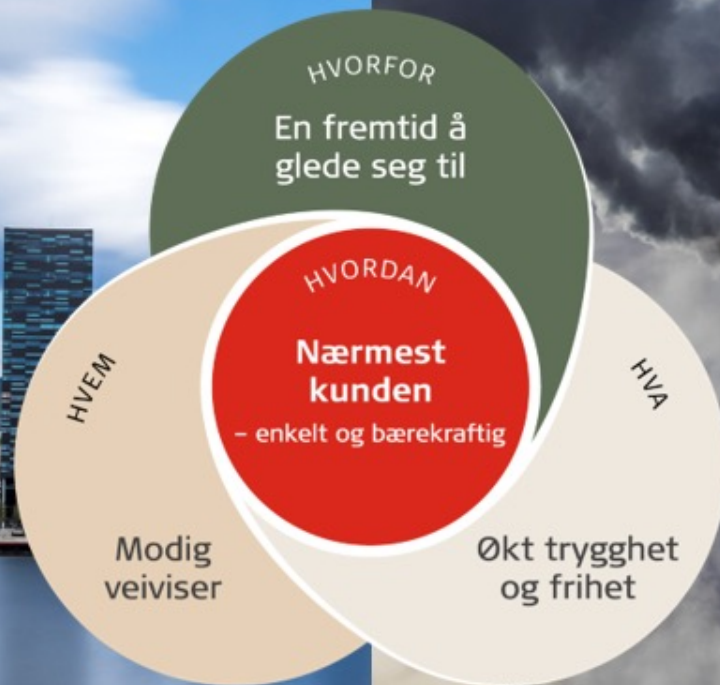 HVORFOR
En fremtid å
glede seg til
HVORDAN
Nærmest
kunden
– enkelt og bærekraftig
HVEM
Modig
veiviser
HVA
Økt trygghet
og frihet